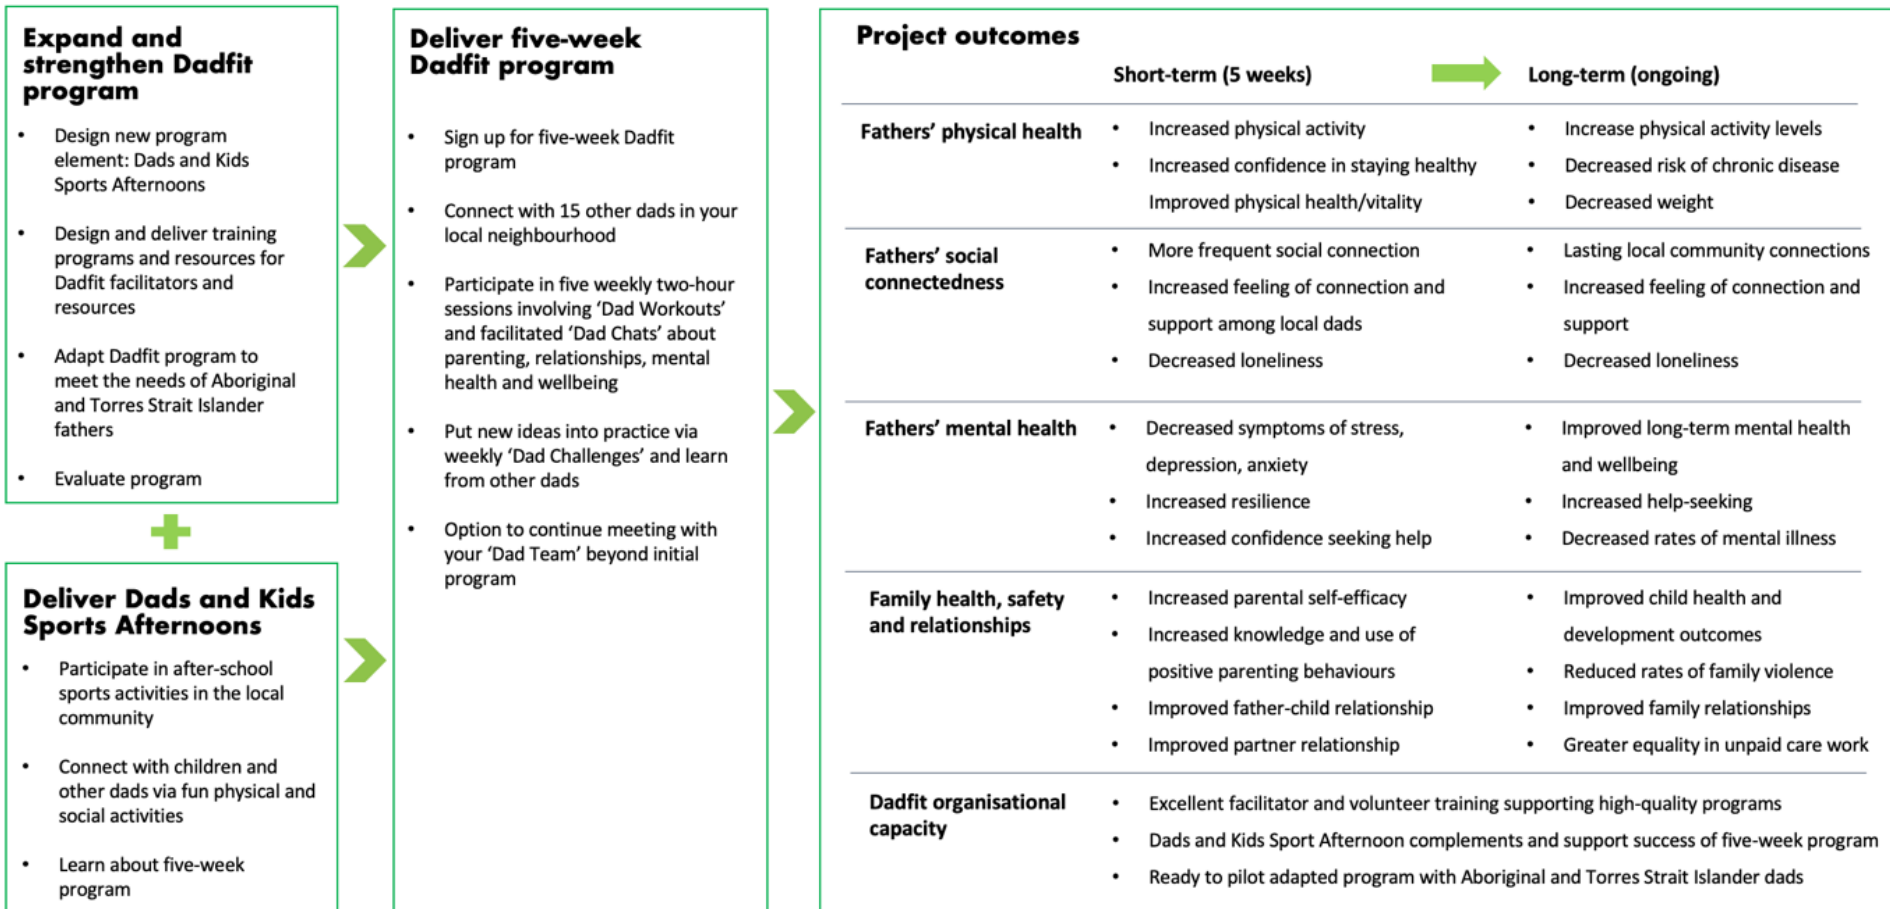 Expand and
strengthen Dadfit
program
• Design new program
element: Dads and Kids
Sports Afternoons
• Design and deliver training
programs and resources for
Dadfit facilitators and
resources
• Adapt Dadfit program to
meet the needs of Aboriginal
and Torres Strait Islander
fathers
• Evaluate program
Deliver Dads and Kids
Sports Afternoons
• Participate in after-school
sports activities in the local
community
• Connect with children and
other dads via fun physical and
social activities
• Learn about five-week
program
Deliver five-week
Dadfit program
• Sign up for five-week Dadfit
program
• Connect with 15 other dads in your
local neighbourhood
• Participate in five weekly two-hour
sessions involving ‘Dad Workouts’
and facilitated ‘Dad Chats’ about
parenting, relationships, mental
health and wellbeing
• Put new ideas into practice via
weekly ‘Dad Challenges’ and learn
from other dads
• Option to continue meeting with
your ‘Dad Team’ beyond initial
program
Project outcomes
Short-term (5 weeks)
Long-term (ongoing)
Fathers’ physical health
• Increased physical activity
• Increased confidence in staying healthy
Improved physical health/vitality
• Increase physical activity levels
• Decreased risk of chronic disease
• Decreased weight
Fathers’ social
connectedness
• More frequent social connection
• Increased feeling of connection and
support among local dads
• Decreased loneliness
• Lasting local community connections
• Increased feeling of connection and
support
• Decreased loneliness
Fathers’ mental health
• Decreased symptoms of stress,
depression, anxiety
• Increased resilience
• Increased confidence seeking help
• Improved long-term mental health
and wellbeing
• Increased help-seeking
• Decreased rates of mental illness
Family health, safety
and relationships
• Increased parental self-efficacy
• Increased knowledge and use of
positive parenting behaviours
• Improved father-child relationship
• Improved partner relationship
• Improved child health and
development outcomes
• Reduced rates of family violence
• Improved family relationships
• Greater equality in unpaid care work
Dadfit organisational
capacity
• Excellent facilitator and volunteer training supporting high-quality programs
• Dads and Kids Sport Afternoon complements and support success of five-week program
• Ready to pilot adapted program with Aboriginal and Torres Strait Islander dads